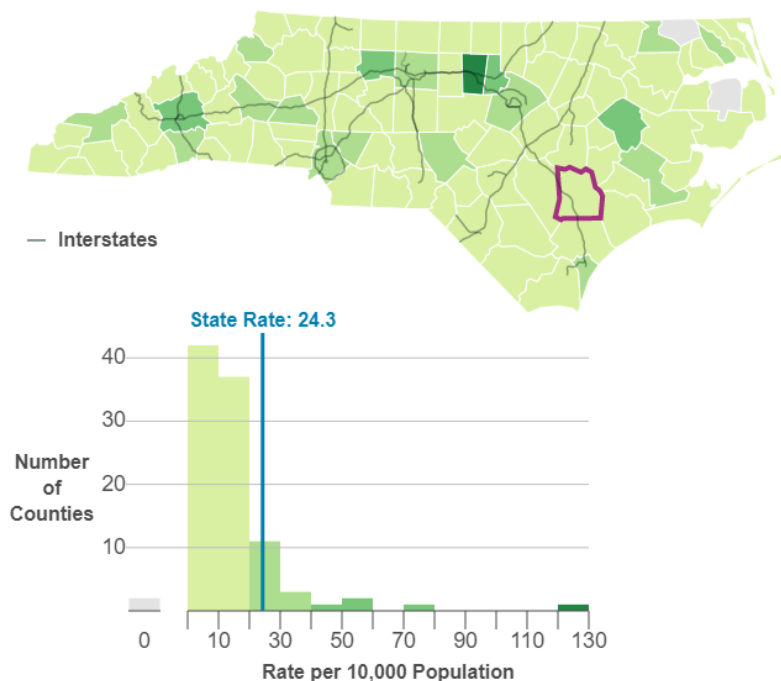 — Interstates
State Rate: 24.3
40
30
20
10
Number
of
Counties
0 10 30 50 70 90 110 130
Rate per 10,000 Population